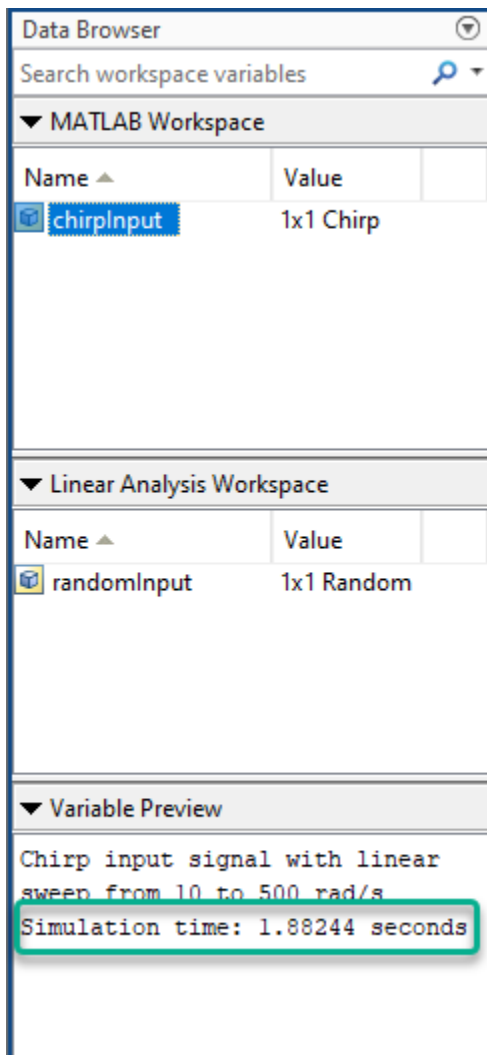 Data Browser
Search workspace variables
MATLAB Workspace
Name Value
chirpInput 1x1 Chirp
Linear Analysis Workspace
Name Value
randomInput 1x1 Random
Variable Preview
Chirp input signal with linear
sweep from 10 to 500 rad/s
Simulation time: 1.88244 seconds